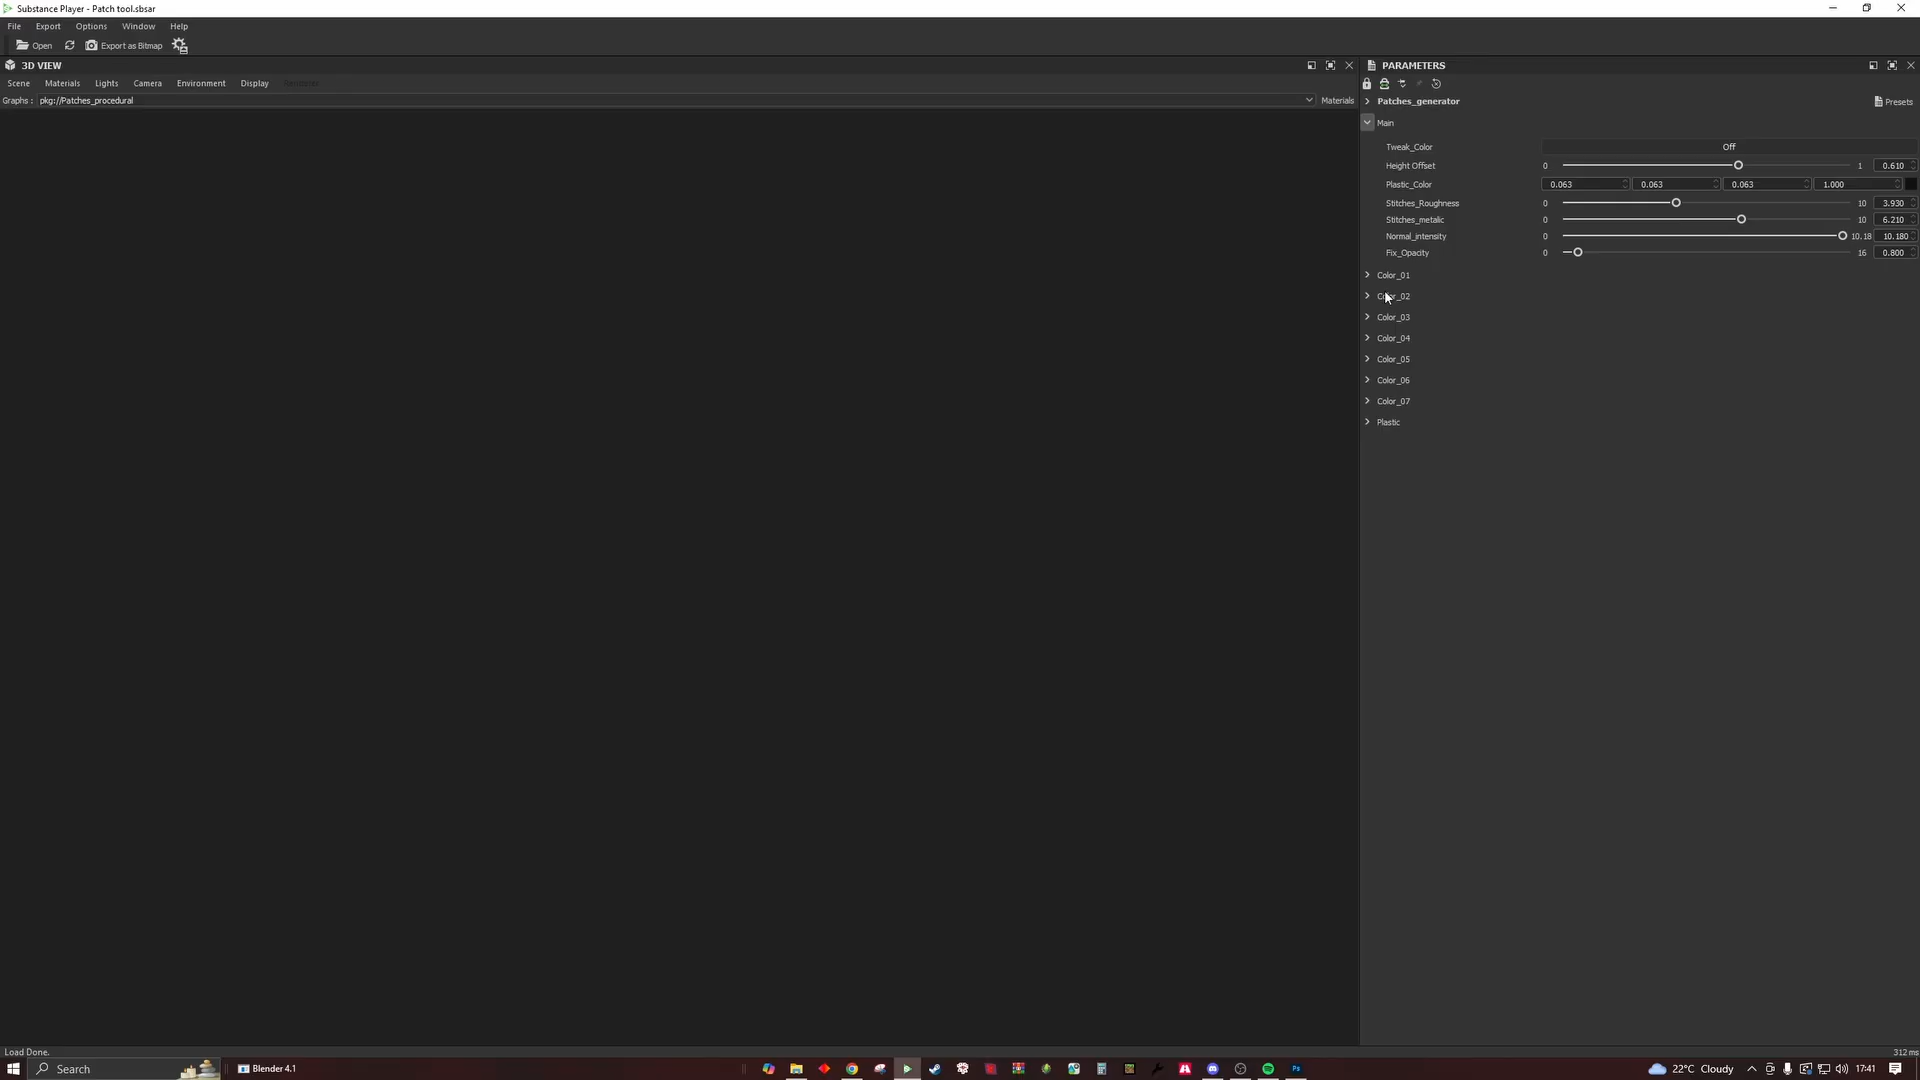 Substance Player - Patch tool.sbsar
File Export Options Window Help
Open Export as Bitmap
3D VIEW
Scene Materials Lights Camera Environment Display Renderer
Graphs : pkg://Patches_procedural Materials
PARAMETERS
Patches_generator Presets
Main
Tweak_Color Off
Height Offset 0 1 0.610
Plastic_Color 0.063 0.063 0.063 1.000
Stitches_Roughness 0 10 3.930
Stitches_metalic 0 10 6.210
Normal_intensity 0 10.18 10.180
Fix_Opacity 0 16 0.800
Color_01
Color_02
Color_03
Color_04
Color_05
Color_06
Color_07
Plastic
Load Done. 312 ms
Search Blender 4.1 22°C Cloudy 17:41